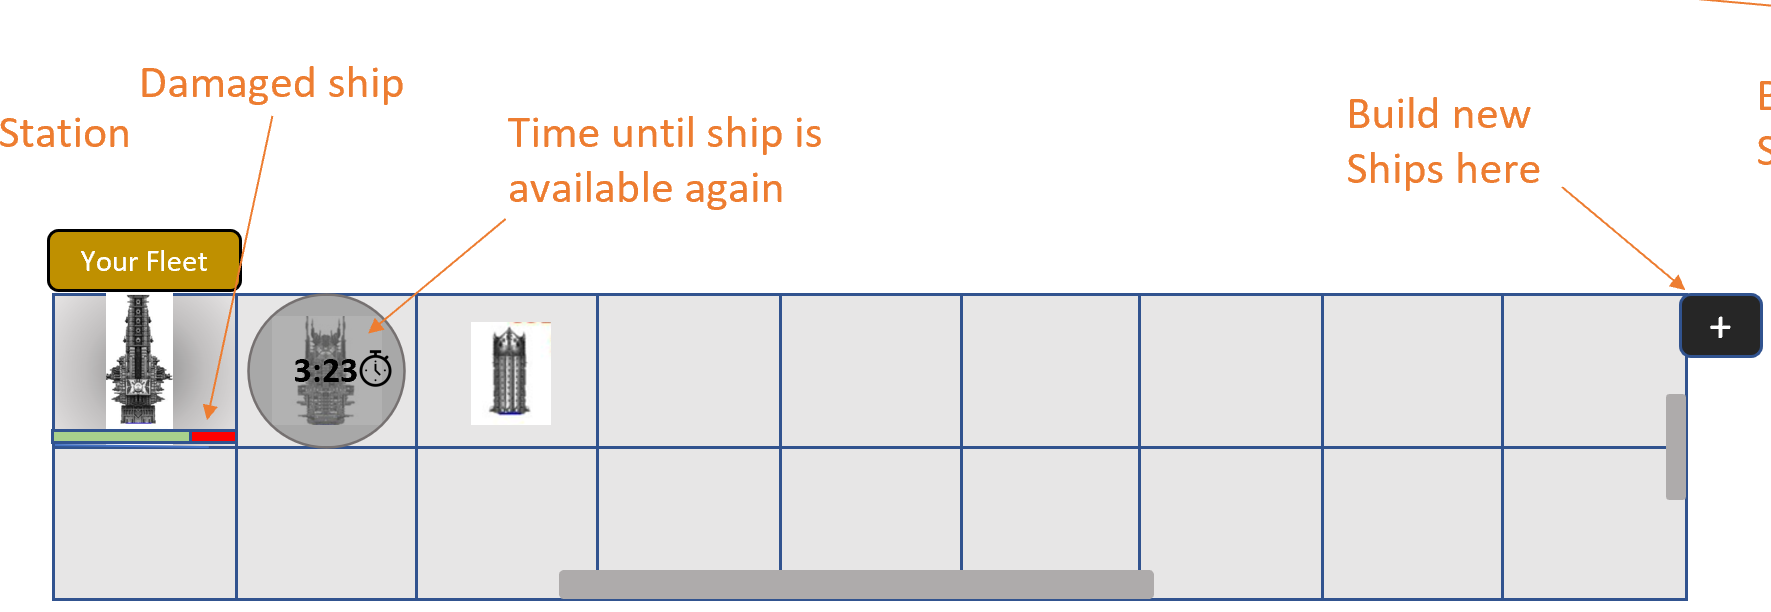 Damaged ship
Station
Time until ship is
available again
Build new
Ships here
Your Fleet
3:23
+